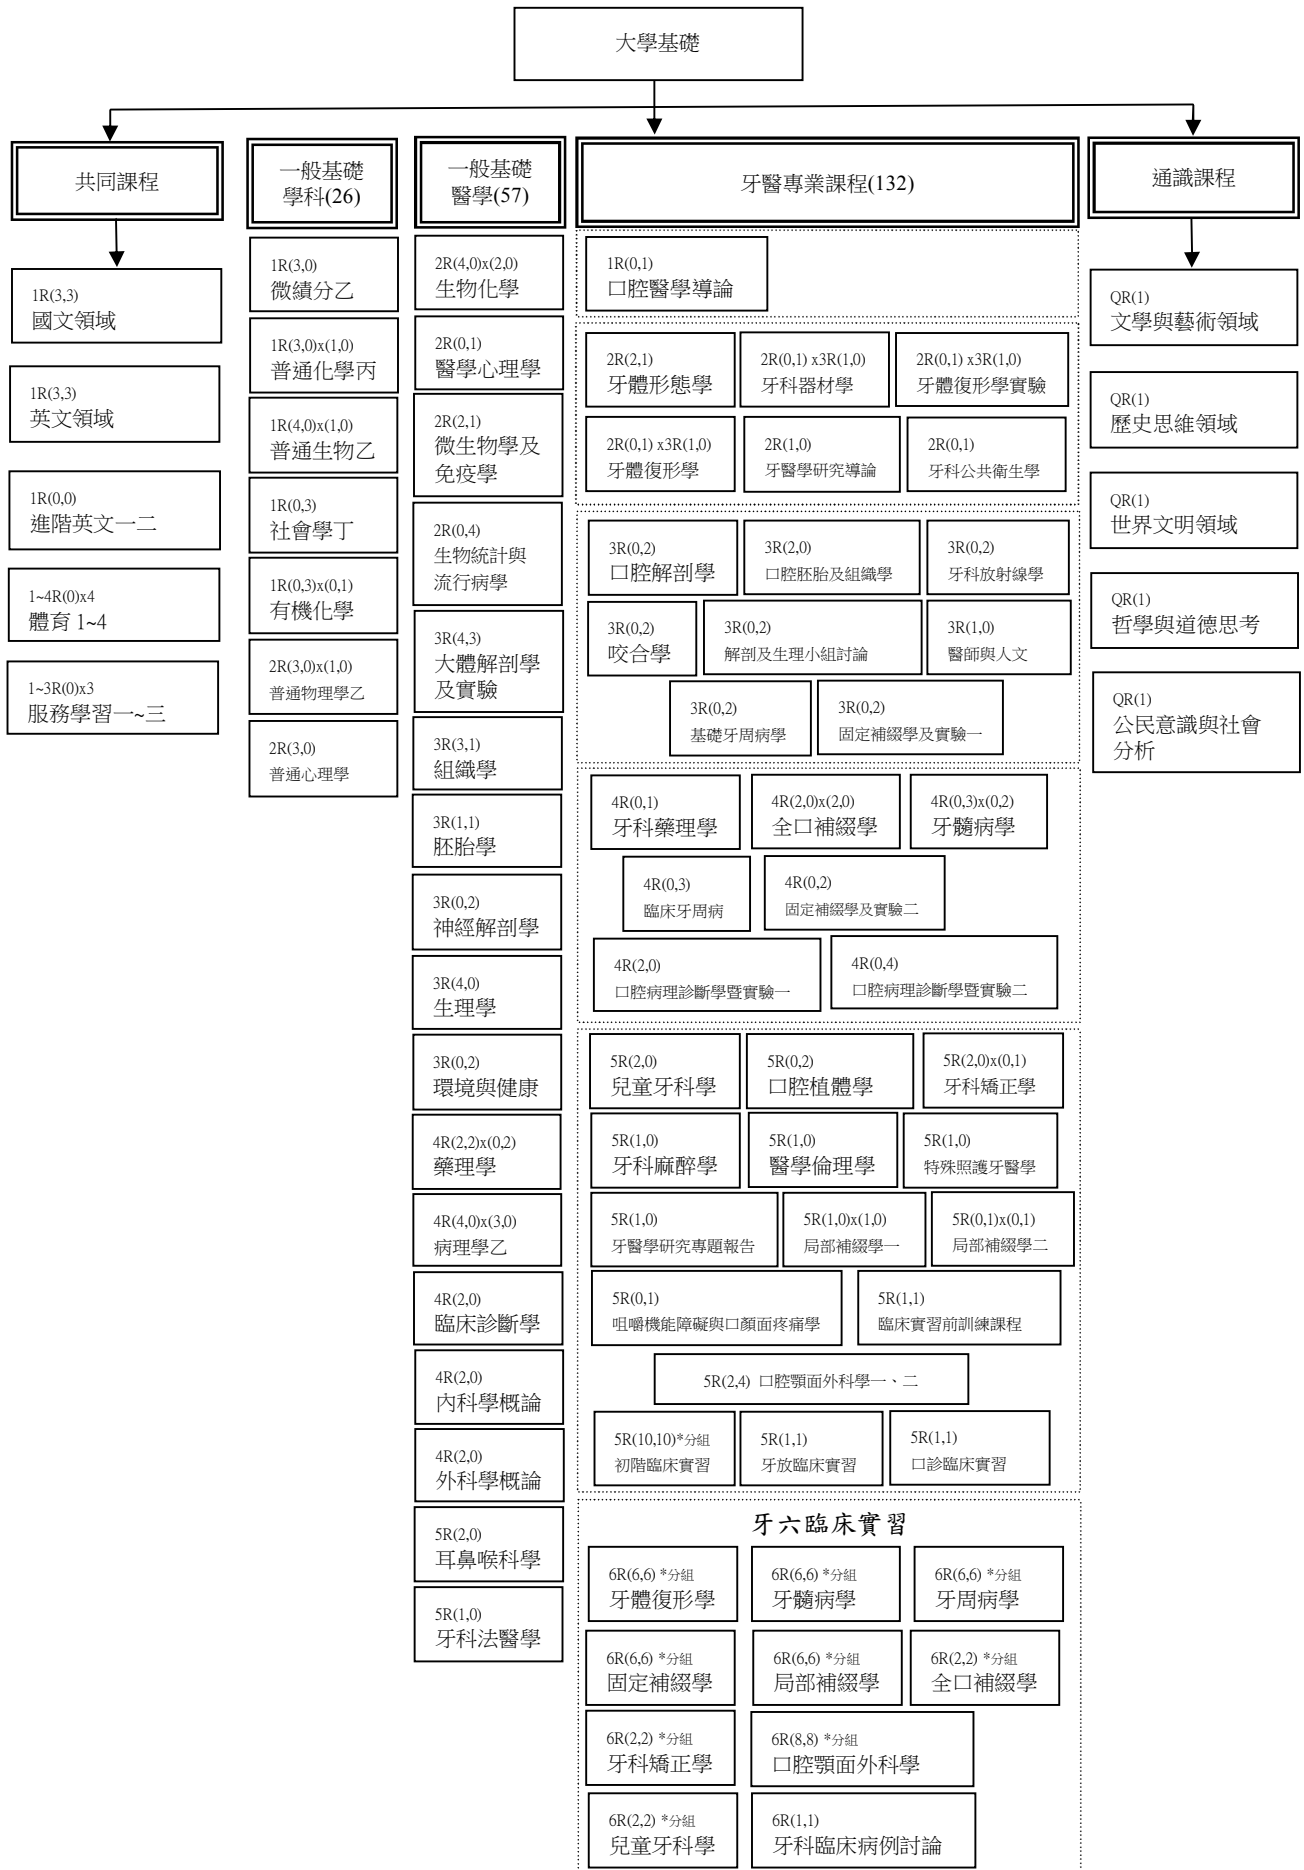 大學基礎
共同課程
1R(3,3)
國文領域
1R(3,3)
英文領域
1R(0,0)
進階英文一二
1~4R(0)x4
體育 1~4
1~3R(0)x3
服務學習一~三
一般基礎
學科(26)
1R(3,0)
微績分乙
1R(3,0)x(1,0)
普通化學丙
1R(4,0)x(1,0)
普通生物乙
1R(0,3)
社會學丁
1R(0,3)x(0,1)
有機化學
2R(3,0)x(1,0)
普通物理學乙
2R(3,0)
普通心理學
一般基礎
醫學(57)
2R(4,0)x(2,0)
生物化學
2R(0,1)
醫學心理學
2R(2,1)
微生物學及
免疫學
2R(0,4)
生物統計與
流行病學
3R(4,3)
大體解剖學
及實驗
3R(3,1)
組織學
3R(1,1)
胚胎學
3R(0,2)
神經解剖學
3R(4,0)
生理學
3R(0,2)
環境與健康
4R(2,2)x(0,2)
藥理學
4R(4,0)x(3,0)
病理學乙
4R(2,0)
臨床診斷學
4R(2,0)
內科學概論
4R(2,0)
外科學概論
5R(2,0)
耳鼻喉科學
5R(1,0)
牙科法醫學
牙醫專業課程(132)
1R(0,1)
口腔醫學導論
2R(2,1)
牙體形態學
2R(0,1) x3R(1,0)
牙科器材學
2R(0,1) x3R(1,0)
牙體復形學實驗
2R(0,1) x3R(1,0)
牙體復形學
2R(1,0)
牙醫學研究導論
2R(0,1)
牙科公共衛生學
3R(0,2)
口腔解剖學
3R(2,0)
口腔胚胎及組織學
3R(0,2)
牙科放射線學
3R(0,2)
咬合學
3R(0,2)
解剖及生理小組討論
3R(1,0)
醫師與人文
3R(0,2)
基礎牙周病學
3R(0,2)
固定補綴學及實驗一
4R(0,1)
牙科藥理學
4R(2,0)x(2,0)
全口補綴學
4R(0,3)x(0,2)
牙髓病學
4R(0,3)
臨床牙周病
4R(0,2)
固定補綴學及實驗二
4R(2,0)
口腔病理診斷學暨實驗一
4R(0,4)
口腔病理診斷學暨實驗二
5R(2,0)
兒童牙科學
5R(0,2)
口腔植體學
5R(2,0)x(0,1)
牙科矯正學
5R(1,0)
牙科麻醉學
5R(1,0)
醫學倫理學
5R(1,0)
特殊照護牙醫學
5R(1,0)
牙醫學研究專題報告
5R(1,0)x(1,0)
局部補綴學一
5R(0,1)x(0,1)
局部補綴學二
5R(0,1)
咀嚼機能障礙與口顏面疼痛學
5R(1,1)
臨床實習前訓練課程
5R(2,4) 口腔顎面外科學一、二
5R(10,10)*分組
初階臨床實習
5R(1,1)
牙放臨床實習
5R(1,1)
口診臨床實習
牙六臨床實習
6R(6,6) *分組
牙體復形學
6R(6,6) *分組
牙髓病學
6R(6,6) *分組
牙周病學
6R(6,6) *分組
固定補綴學
6R(6,6) *分組
局部補綴學
6R(2,2) *分組
全口補綴學
6R(2,2) *分組
牙科矯正學
6R(8,8) *分組
口腔顎面外科學
6R(2,2) *分組
兒童牙科學
6R(1,1)
牙科臨床病例討論
通識課程
QR(1)
文學與藝術領域
QR(1)
歷史思維領域
QR(1)
世界文明領域
QR(1)
哲學與道德思考
QR(1)
公民意識與社會
分析